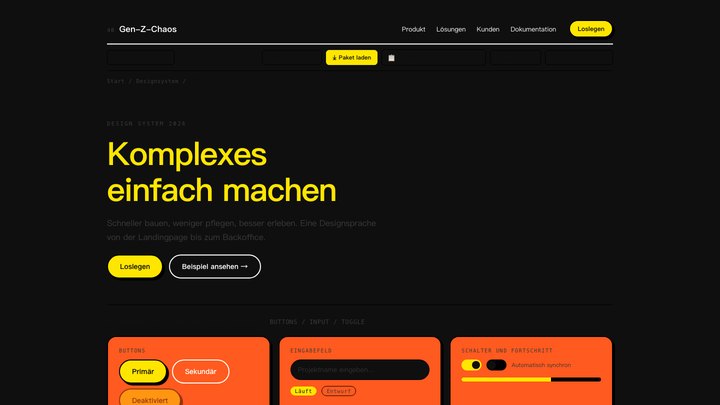 Gen-Z-Chaos
Produkt Lösungen Kunden Dokumentation Loslegen
Paket laden
Start / Designsystem /
DESIGN SYSTEM 2026
Komplexes
einfach machen
Schneller bauen, weniger pflegen, besser erleben. Eine Designsprache
von der Landingpage bis zum Backoffice.
Loslegen Beispiel ansehen →
BUTTONS / INPUT / TOGGLE
BUTTONS
Primär Sekundär
Deaktiviert
EINGABEFELD
Projektname eingeben…
Läuft Entwurf
SCHALTER UND FORTSCHRITT
Automatisch synchron